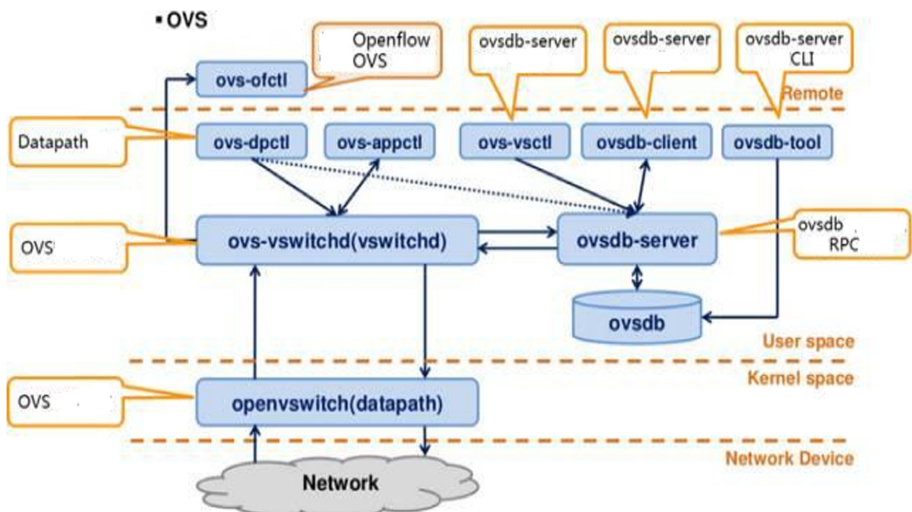 ▪ OVS
Openflow
OVS
ovsdb-server
ovsdb-server
ovsdb-server
CLI
ovs-ofctl
Remote
Datapath
ovs-dpctl
ovs-appctl
ovs-vsctl
ovsdb-client
ovsdb-tool
OVS
ovs-vswitchd(vswitchd)
ovsdb-server
ovsdb
RPC
ovsdb
User space
Kernel space
OVS
openvswitch(datapath)
Network Device
Network